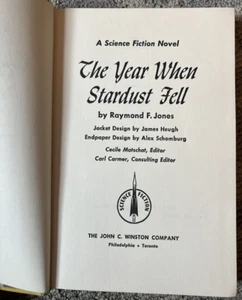 A Science Fiction Novel
The Year When
Stardust Fell
by Raymond F. Jones
Jacket Design by James Heugh
Endpaper Design by Alex Schomburg
Cecile Matschat, Editor
Carl Carmer, Consulting Editor
SCIENCE FICTION
THE JOHN C. WINSTON COMPANY
Philadelphia • Toronto